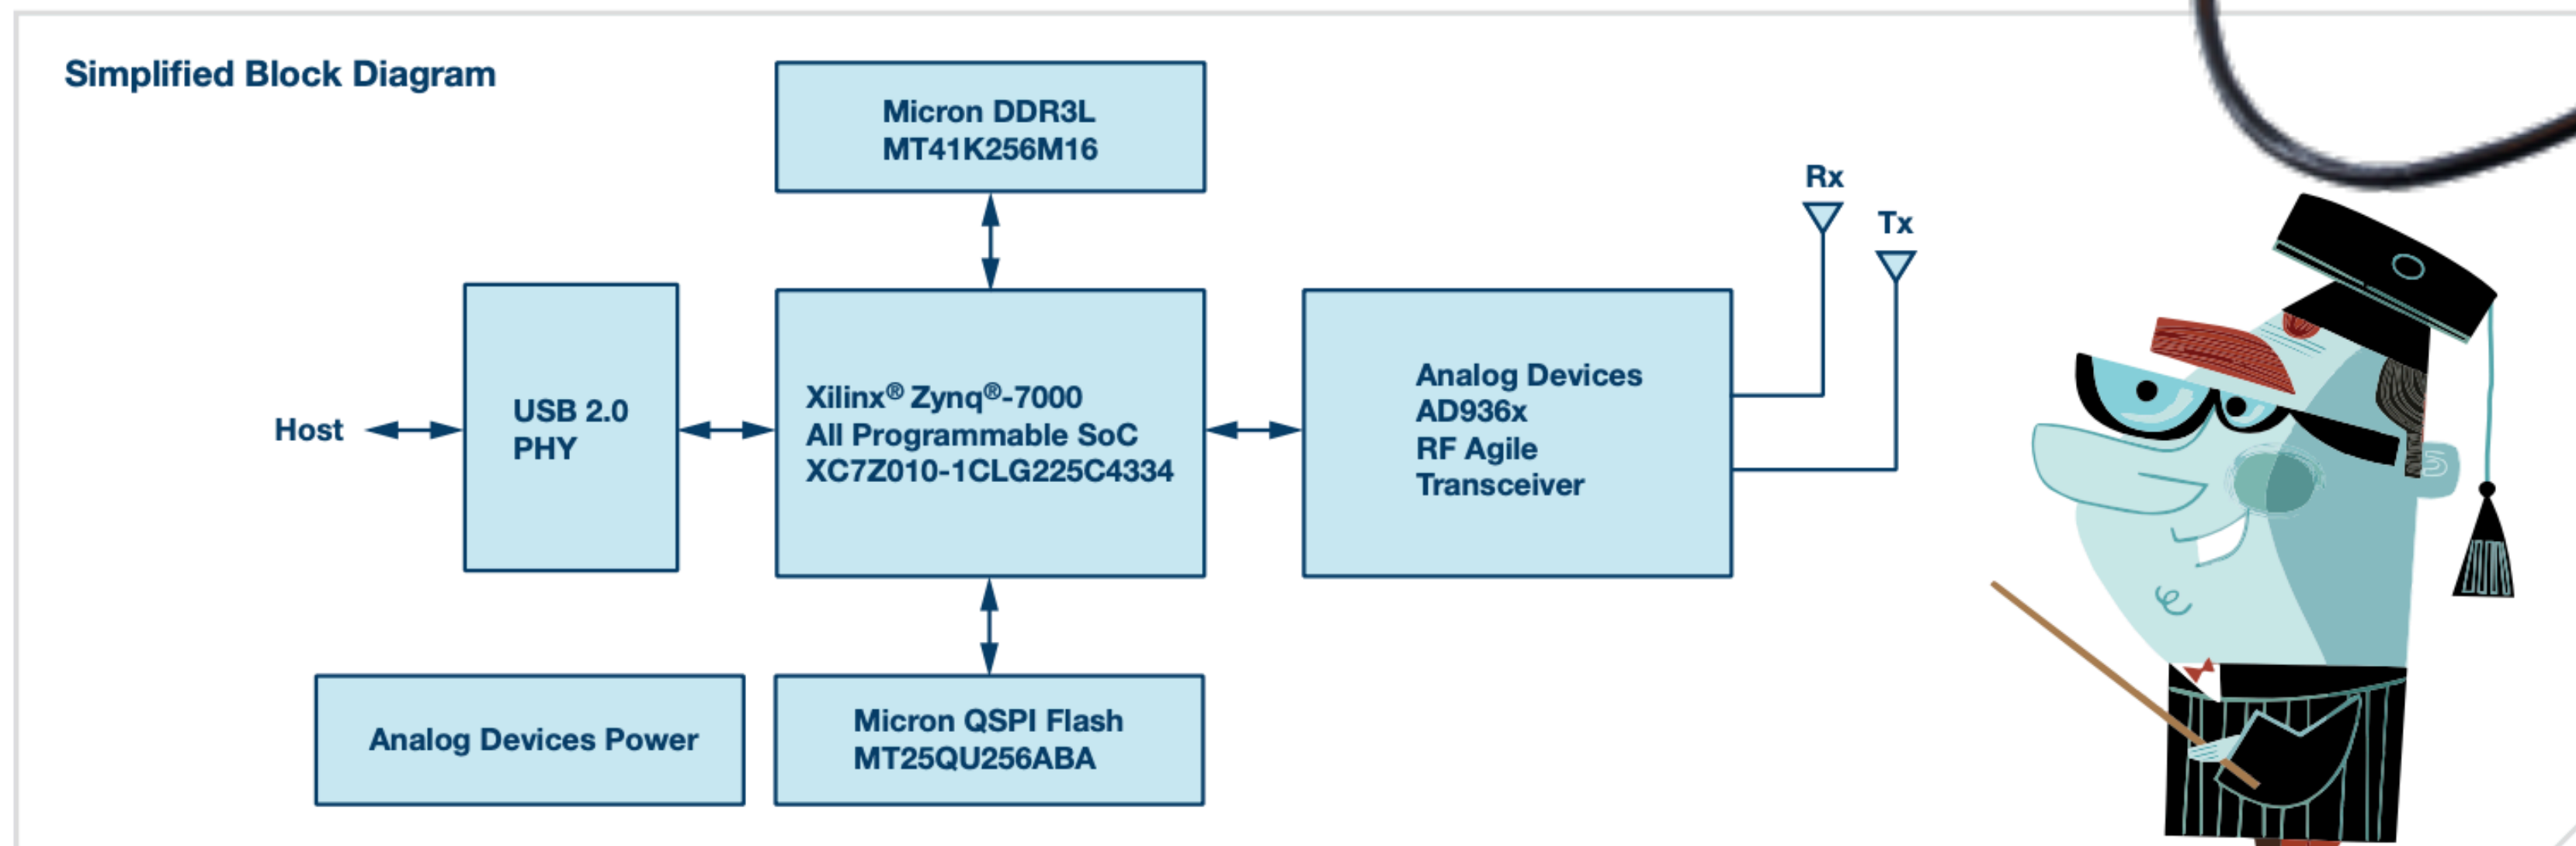 Simplified Block Diagram
Micron DDR3L
MT41K256M16
Rx
Tx
Host
USB 2.0
PHY
Xilinx® Zynq®-7000
All Programmable SoC
XC7Z010-1CLG225C4334
Analog Devices
AD936x
RF Agile
Transceiver
Analog Devices Power
Micron QSPI Flash
MT25QU256ABA